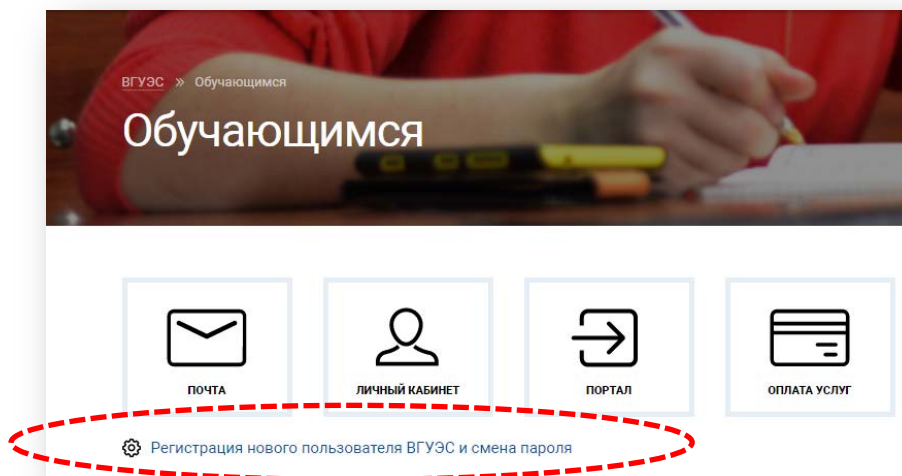 ВГУЭС » Обучающимся
Обучающимся
ПОЧТА
ЛИЧНЫЙ КАБИНЕТ
ПОРТАЛ
ОПЛАТА УСЛУГ
Регистрация нового пользователя ВГУЭС и смена пароля